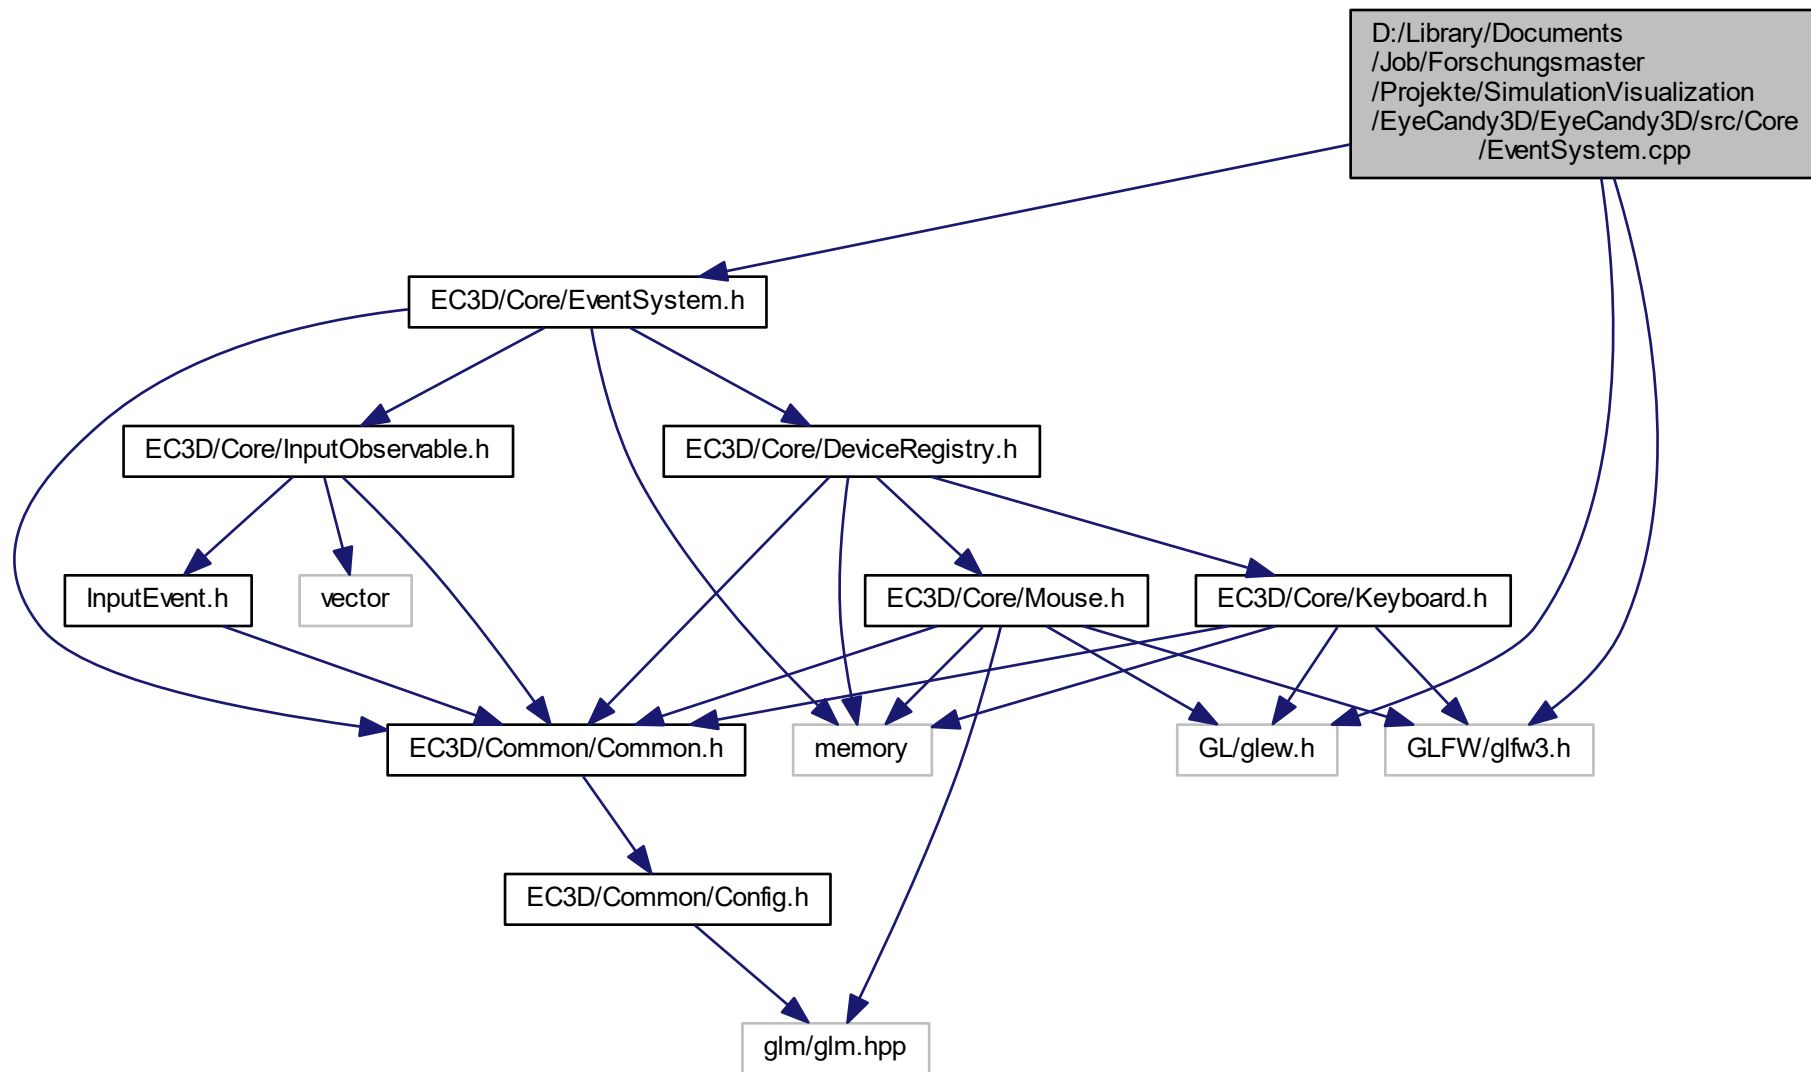 D:/Library/Documents
/Job/Forschungsmaster
/Projekte/SimulationVisualization
/EyeCandy3D/EyeCandy3D/src/Core
/EventSystem.cpp
EC3D/Core/EventSystem.h
EC3D/Core/InputObservable.h
EC3D/Core/DeviceRegistry.h
InputEvent.h
vector
EC3D/Core/Mouse.h
EC3D/Core/Keyboard.h
EC3D/Common/Common.h
memory
GL/glew.h
GLFW/glfw3.h
EC3D/Common/Config.h
glm/glm.hpp